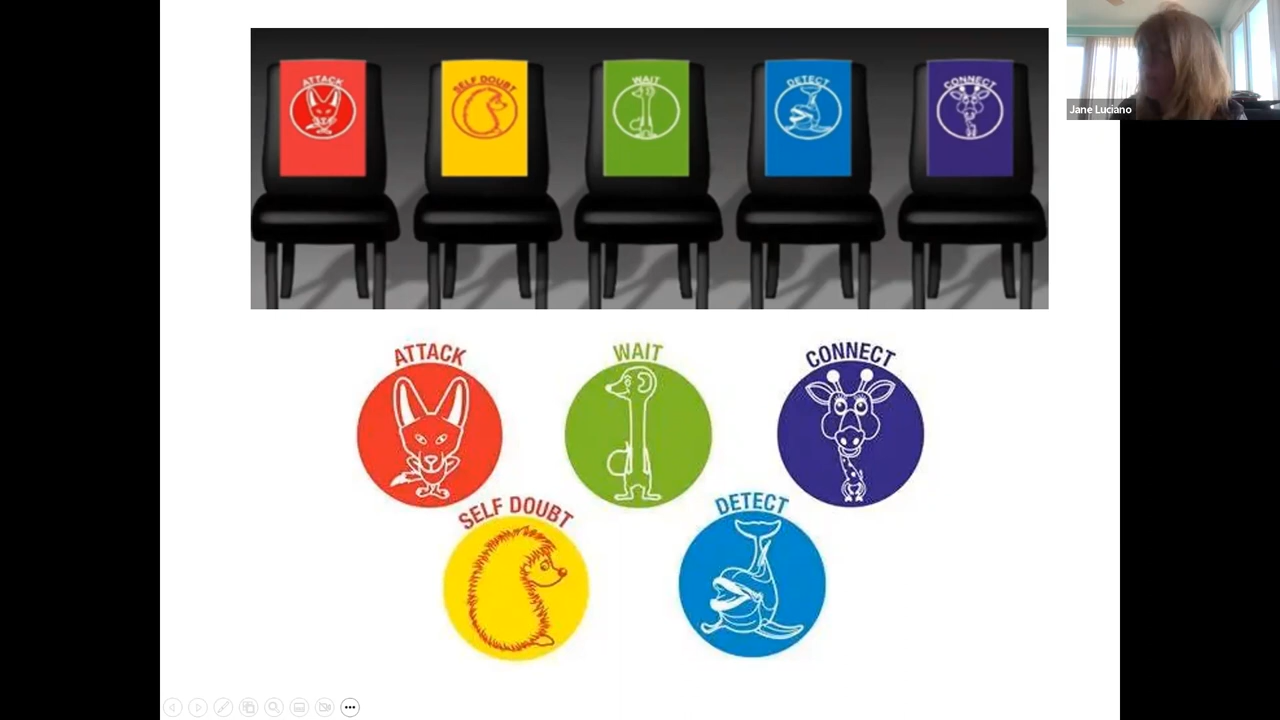 ATTACK
SELF DOUBT
WAIT
DETECT
CONNECT
Jane Luciano
ATTACK
WAIT
CONNECT
SELF DOUBT
DETECT